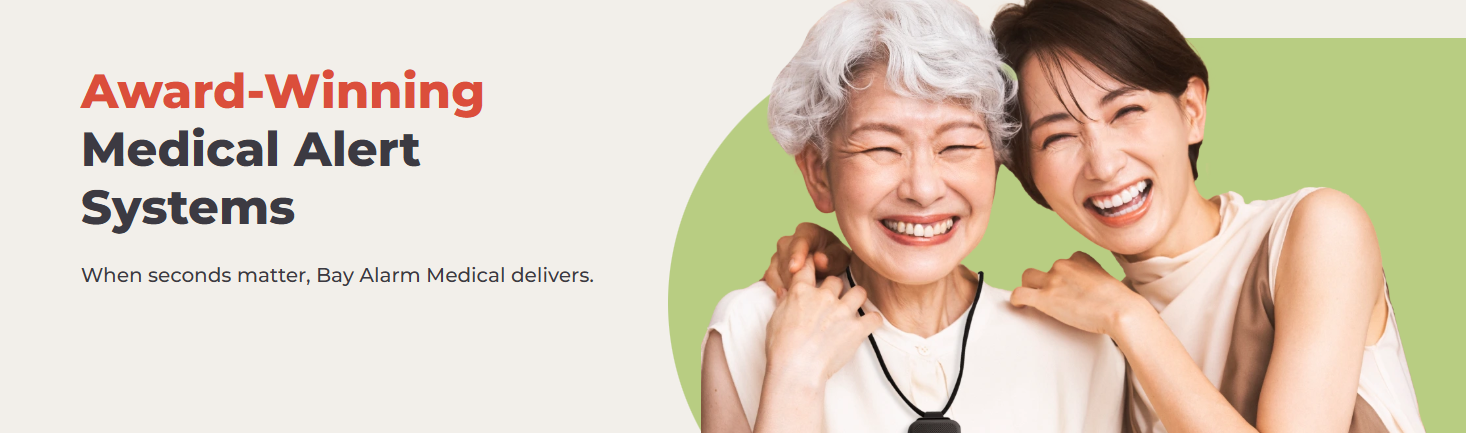 Award-Winning
Medical Alert
Systems
When seconds matter, Bay Alarm Medical delivers.